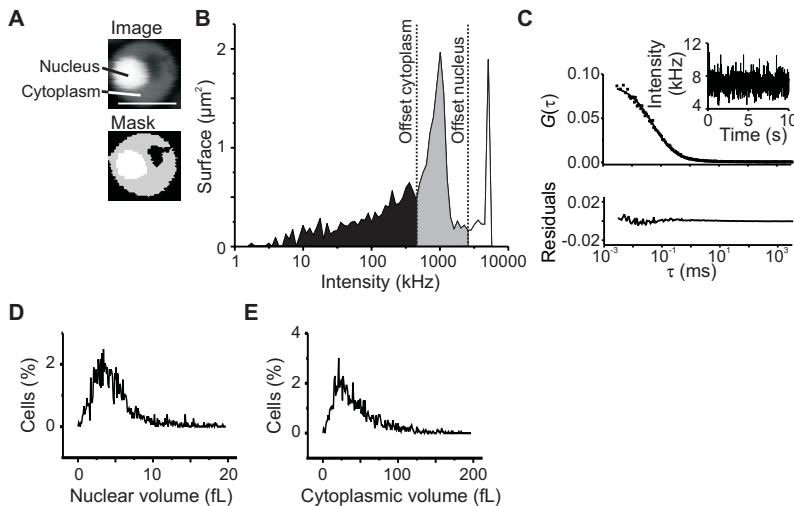 A
Image
Nucleus
Cytoplasm
Mask
B
Surface (µm²)
2
1
0
Offset cytoplasm
Offset nucleus
1
10
100
1000
10000
Intensity (kHz)
C
G(τ)
0.10
0.05
0.00
Intensity
(kHz)
12
8
4
0
10
Time (s)
Residuals
0.02
-0.02
10⁻³
10⁻¹
10¹
10³
τ (ms)
D
Cells (%)
2
0
0
10
20
Nuclear volume (fL)
E
Cells (%)
4
2
0
0
100
200
Cytoplasmic volume (fL)